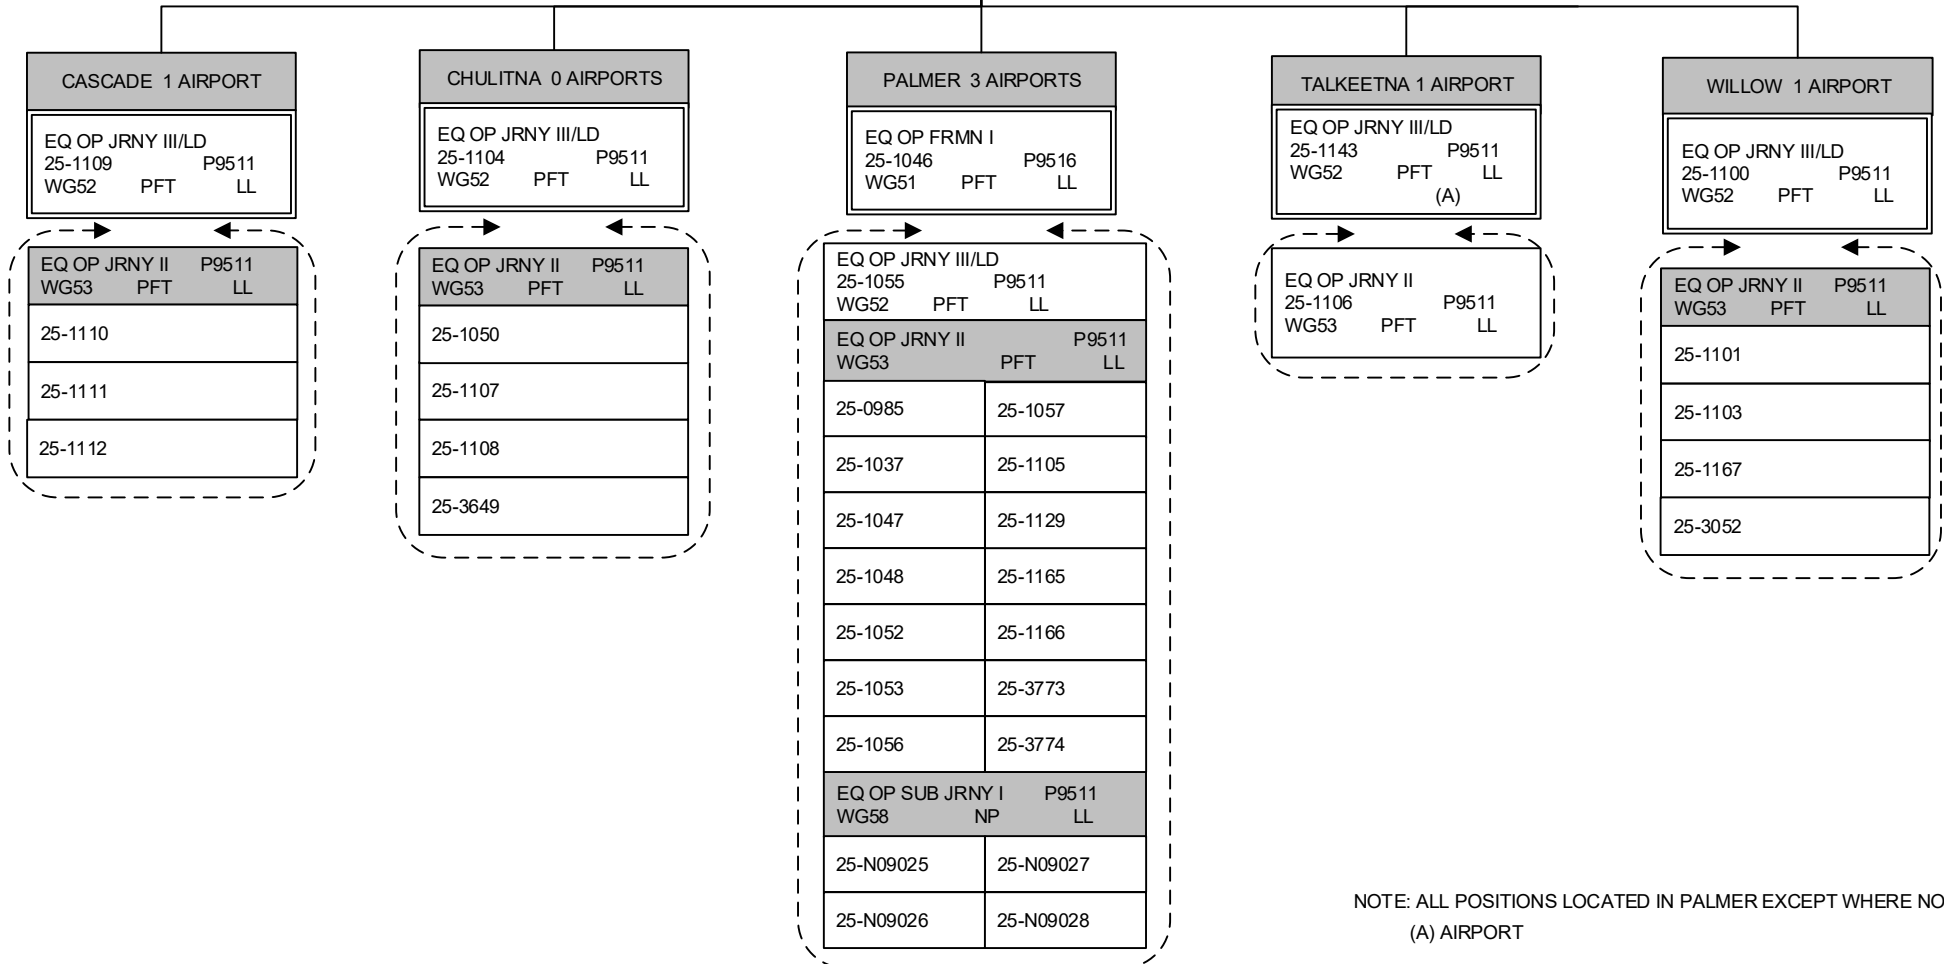 CASCADE 1 AIRPORT
EQ OP JRNY III/LD
25-1109 P9511
WG52 PFT LL
EQ OP JRNY II P9511
WG53 PFT LL
25-1110
25-1111
25-1112
CHULITNA 0 AIRPORTS
EQ OP JRNY III/LD
25-1104 P9511
WG52 PFT LL
EQ OP JRNY II P9511
WG53 PFT LL
25-1050
25-1107
25-1108
25-3649
PALMER 3 AIRPORTS
EQ OP FRMN I
25-1046 P9516
WG51 PFT LL
EQ OP JRNY III/LD
25-1055 P9511
WG52 PFT LL
EQ OP JRNY II P9511
WG53 PFT LL
25-0985 25-1057
25-1037 25-1105
25-1047 25-1129
25-1048 25-1165
25-1052 25-1166
25-1053 25-3773
25-1056 25-3774
EQ OP SUB JRNY I P9511
WG58 NP LL
25-N09025 25-N09027
25-N09026 25-N09028
TALKEETNA 1 AIRPORT
EQ OP JRNY III/LD
25-1143 P9511
WG52 PFT LL
(A)
EQ OP JRNY II
25-1106 P9511
WG53 PFT LL
WILLOW 1 AIRPORT
EQ OP JRNY III/LD
25-1100 P9511
WG52 PFT LL
EQ OP JRNY II P9511
WG53 PFT LL
25-1101
25-1103
25-1167
25-3052
NOTE: ALL POSITIONS LOCATED IN PALMER EXCEPT WHERE NO
(A) AIRPORT